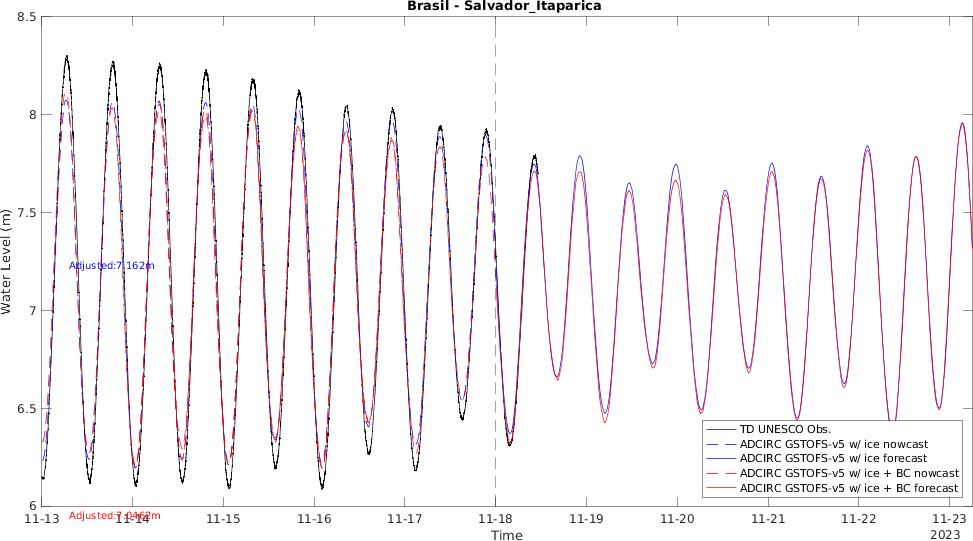 Brasil - Salvador_Itaparica
8.5
8
7.5
7
6.5
6
Water Level (m)
Adjusted:7.162m
Adjusted:7.0462m
TD UNESCO Obs.
ADCIRC GSTOFS-v5 w/ ice nowcast
ADCIRC GSTOFS-v5 w/ ice forecast
ADCIRC GSTOFS-v5 w/ ice + BC nowcast
ADCIRC GSTOFS-v5 w/ ice + BC forecast
11-13 11-14 11-15 11-16 11-17 11-18 11-19 11-20 11-21 11-22 11-23
Time
2023